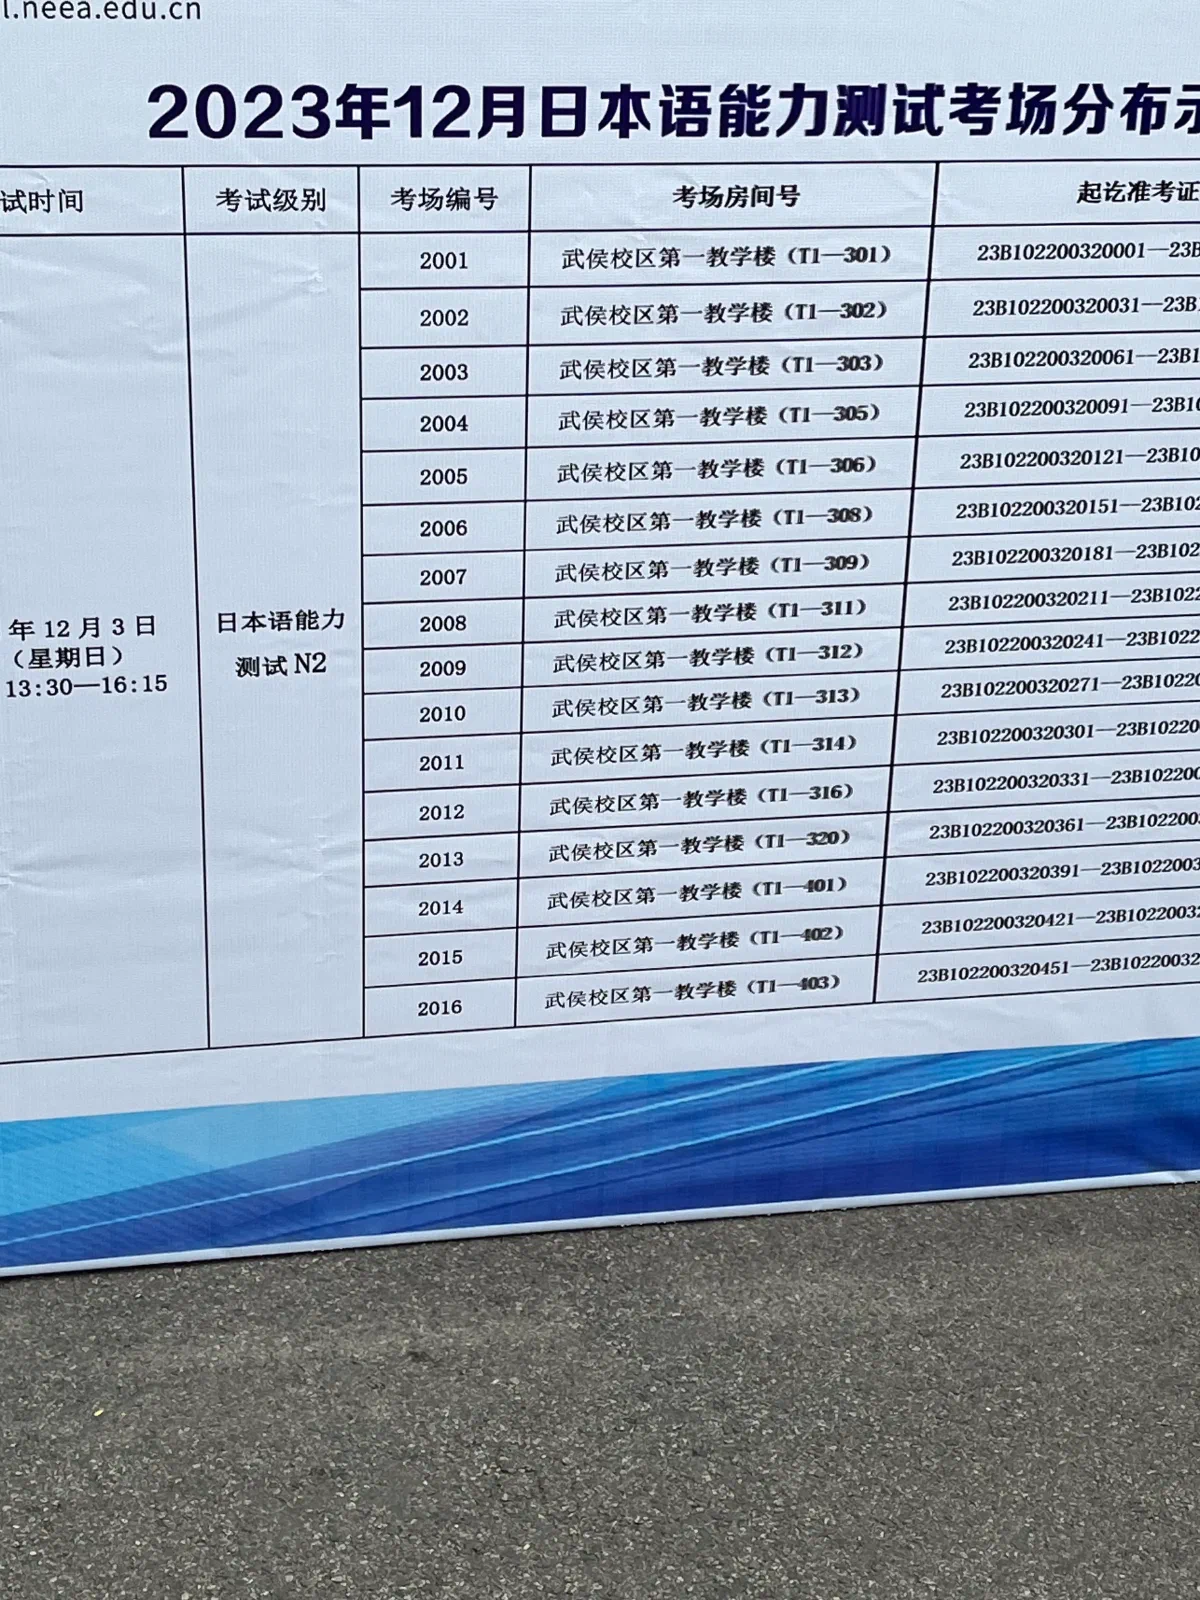 l.neea.edu.cn
2023年12月日本语能力测试考场分布示
试时间 考试级别 考场编号 考场房间号 起讫准考证
2001 武侯校区第一教学楼（T1—301） 23B102200320001—23B
2002 武侯校区第一教学楼（T1—302） 23B102200320031—23B
2003 武侯校区第一教学楼（T1—303） 23B102200320061—23B1
2004 武侯校区第一教学楼（T1—305） 23B102200320091—23B1
2005 武侯校区第一教学楼（T1—306） 23B102200320121—23B10
2006 武侯校区第一教学楼（T1—308） 23B102200320151—23B102
2007 武侯校区第一教学楼（T1—309） 23B102200320181—23B102
2008 武侯校区第一教学楼（T1—311） 23B102200320211—23B1022
2009 武侯校区第一教学楼（T1—312） 23B102200320241—23B1022
2010 武侯校区第一教学楼（T1—313） 23B102200320271—23B10220
2011 武侯校区第一教学楼（T1—314） 23B102200320301—23B10220
2012 武侯校区第一教学楼（T1—316） 23B102200320331—23B102200
2013 武侯校区第一教学楼（T1—320） 23B102200320361—23B102200
2014 武侯校区第一教学楼（T1—401） 23B102200320391—23B1022003
2015 武侯校区第一教学楼（T1—402） 23B102200320421—23B1022003
2016 武侯校区第一教学楼（T1—403） 23B102200320451—23B10220032
年 12 月 3 日
（星期日）
13:30—16:15
日本语能力
测试 N2